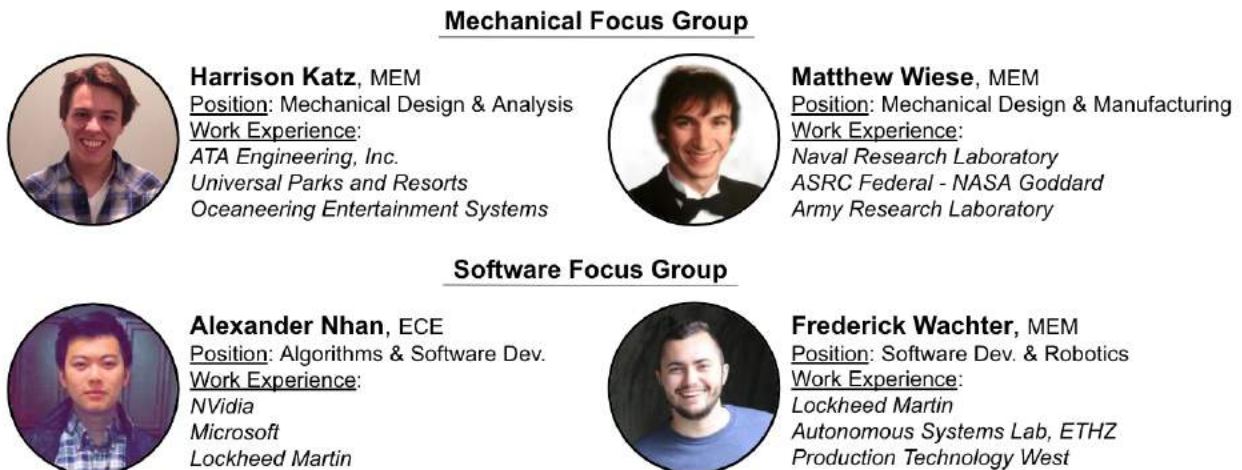 Mechanical Focus Group
Harrison Katz, MEM
Position: Mechanical Design & Analysis
Work Experience:
ATA Engineering, Inc.
Universal Parks and Resorts
Oceaneering Entertainment Systems
Matthew Wiese, MEM
Position: Mechanical Design & Manufacturing
Work Experience:
Naval Research Laboratory
ASRC Federal - NASA Goddard
Army Research Laboratory
Software Focus Group
Alexander Nhan, ECE
Position: Algorithms & Software Dev.
Work Experience:
NVidia
Microsoft
Lockheed Martin
Frederick Wachter, MEM
Position: Software Dev. & Robotics
Work Experience:
Lockheed Martin
Autonomous Systems Lab, ETHZ
Production Technology West